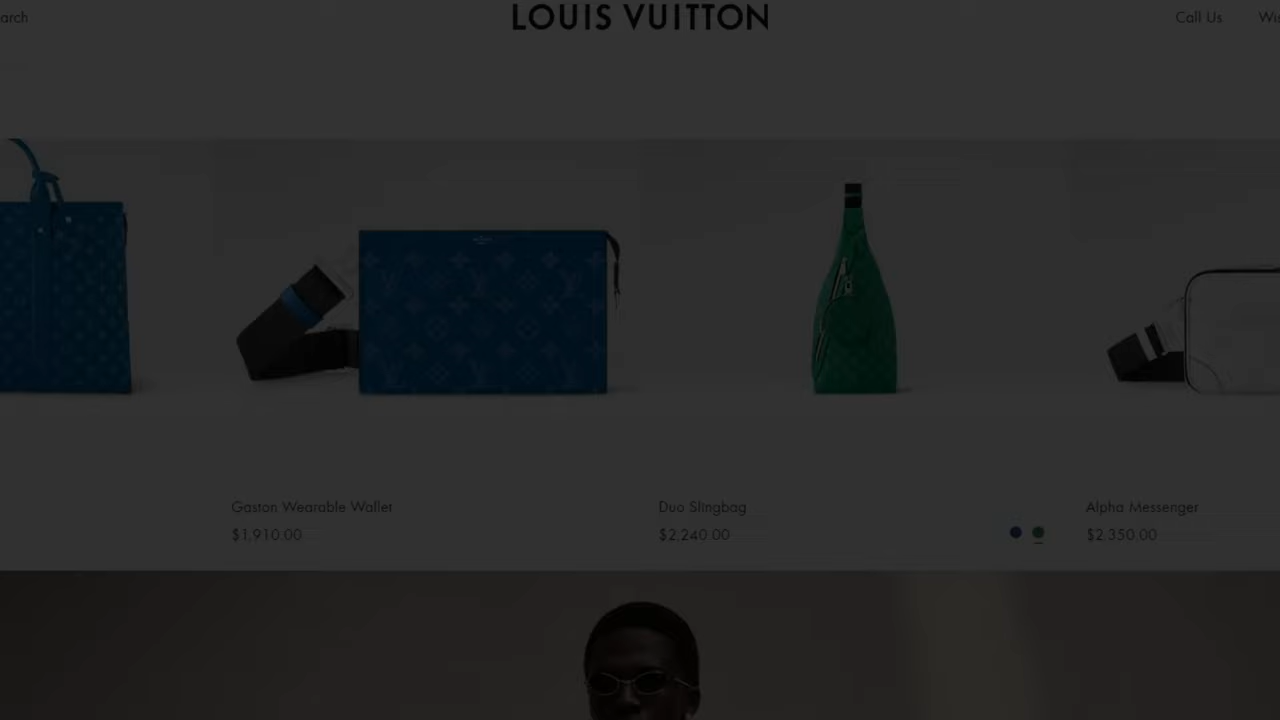 arch
LOUIS VUITTON
Call Us
Wis
Gaston Wearable Wallet
$1,910.00
Duo Slingbag
$2,240.00
Alpha Messenger
$2 350.00